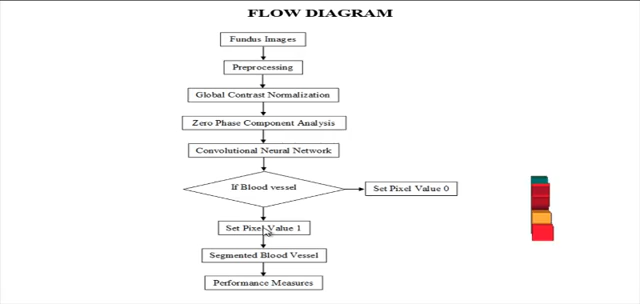 FLOW DIAGRAM
Fundus Images
Preprocessing
Global Contrast Normalization
Zero Phase Component Analysis
Convolutional Neural Network
If Blood vessel
Set Pixel Value 0
Set Pixel Value 1
Segmented Blood Vessel
Performance Measures